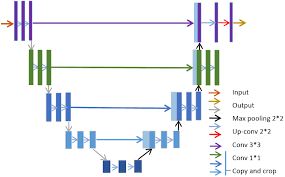 Input
Output
Max pooling 2*2
Up-conv 2*2
Conv 3*3
Conv 1*1
Copy and crop